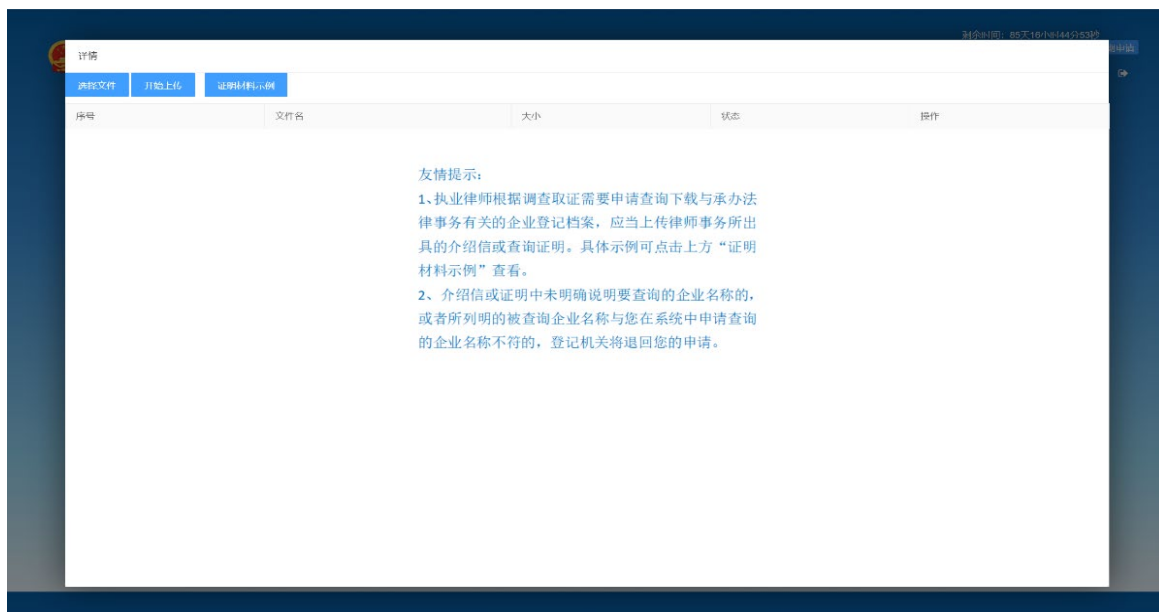 剩余时间：85天16小时44分53秒
详情
选择文件 开始上传 证明材料示例
序号 文件名 大小 状态 操作
友情提示：
1、执业律师根据调查取证需要申请查询下载与承办法
律事务有关的企业登记档案，应当上传律师事务所出
具的介绍信或查询证明。具体示例可点击上方“证明
材料示例”查看。
2、介绍信或证明中未明确说明要查询的企业名称的，
或者所列明的被查询企业名称与您在系统中申请查询
的企业名称不符的，登记机关将退回您的申请。